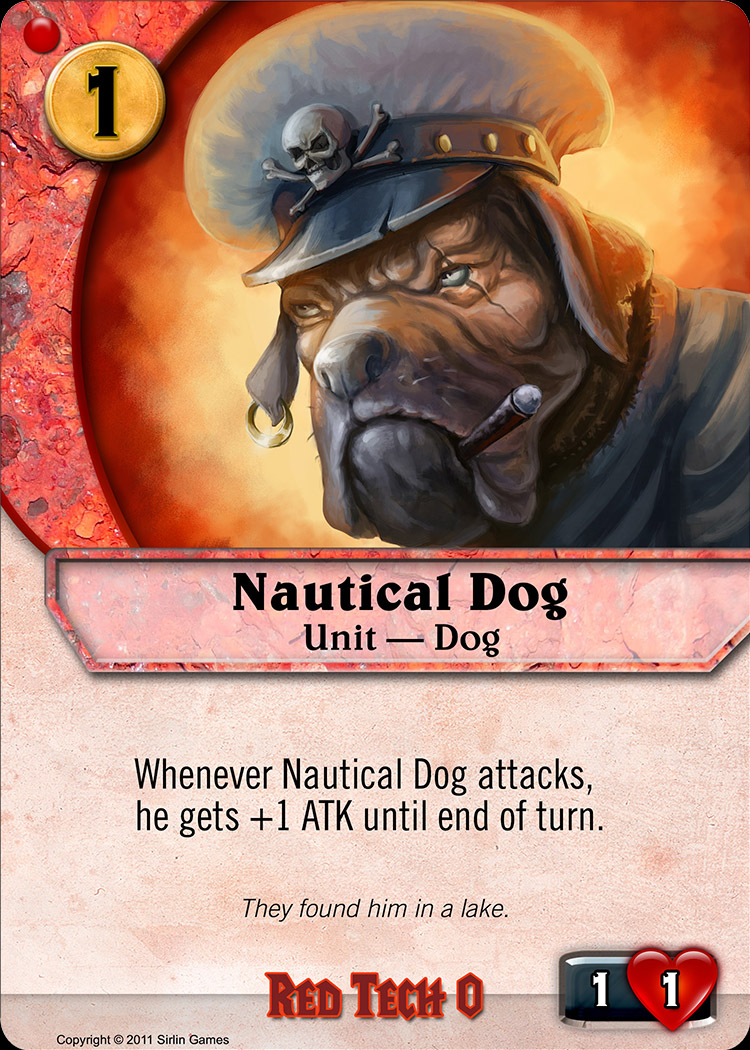 1
Nautical Dog
Unit — Dog
Whenever Nautical Dog attacks,
he gets +1 ATK until end of turn.
They found him in a lake.
Red Tech 0
1 1
Copyright © 2011 Sirlin Games